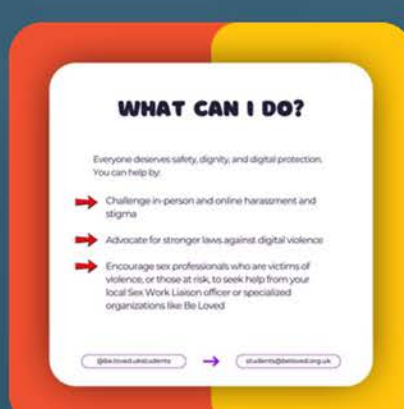 WHAT CAN I DO?
Everyone deserves safety, dignity, and digital protection.
You can help by:
Challenge in-person and online harassment and
stigma
Advocate for stronger laws against digital violence
Encourage sex professionals who are victims of
violence, or those at risk, to seek help from your
local Sex Work Liaison officer or specialized
organizations like Be Loved
@be.loved.ukstudents
students@beloved.org.uk